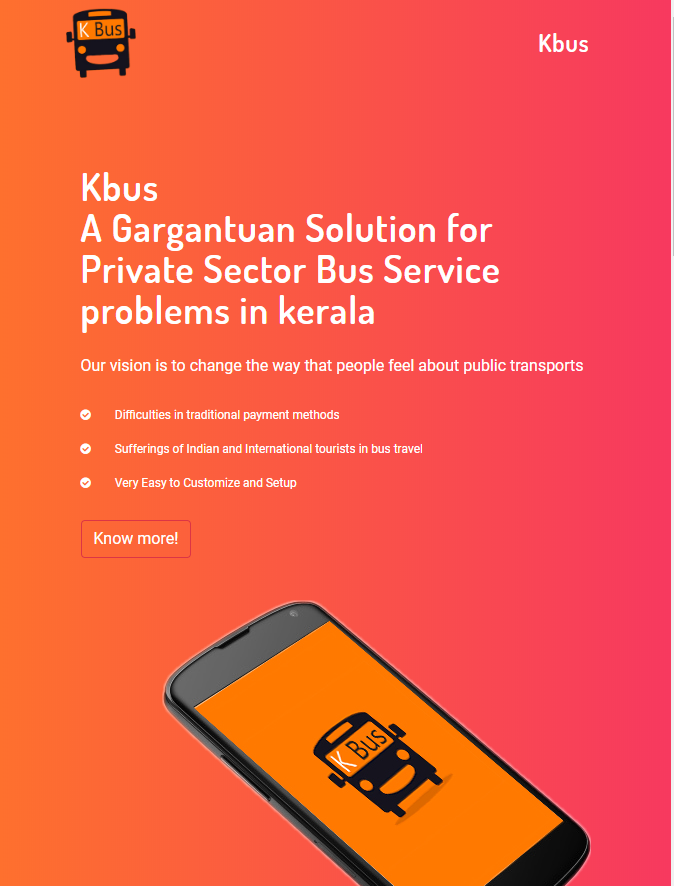 K Bus
Kbus
Kbus
A Gargantuan Solution for
Private Sector Bus Service
problems in kerala
Our vision is to change the way that people feel about public transports
Difficulties in traditional payment methods
Sufferings of Indian and International tourists in bus travel
Very Easy to Customize and Setup
Know more!
K Bus